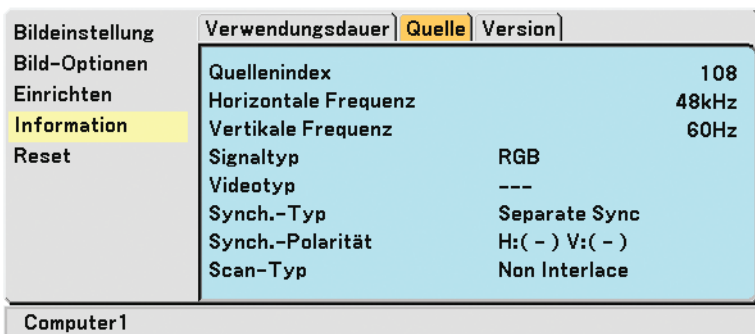 Bildeinstellung
Bild-Optionen
Einrichten
Information
Reset
Verwendungsdauer Quelle Version
Quellenindex 108
Horizontale Frequenz 48kHz
Vertikale Frequenz 60Hz
Signaltyp RGB
Videotyp ---
Synch.-Typ Separate Sync
Synch.-Polarität H:( - ) V:( - )
Scan-Typ Non Interlace
Computer1